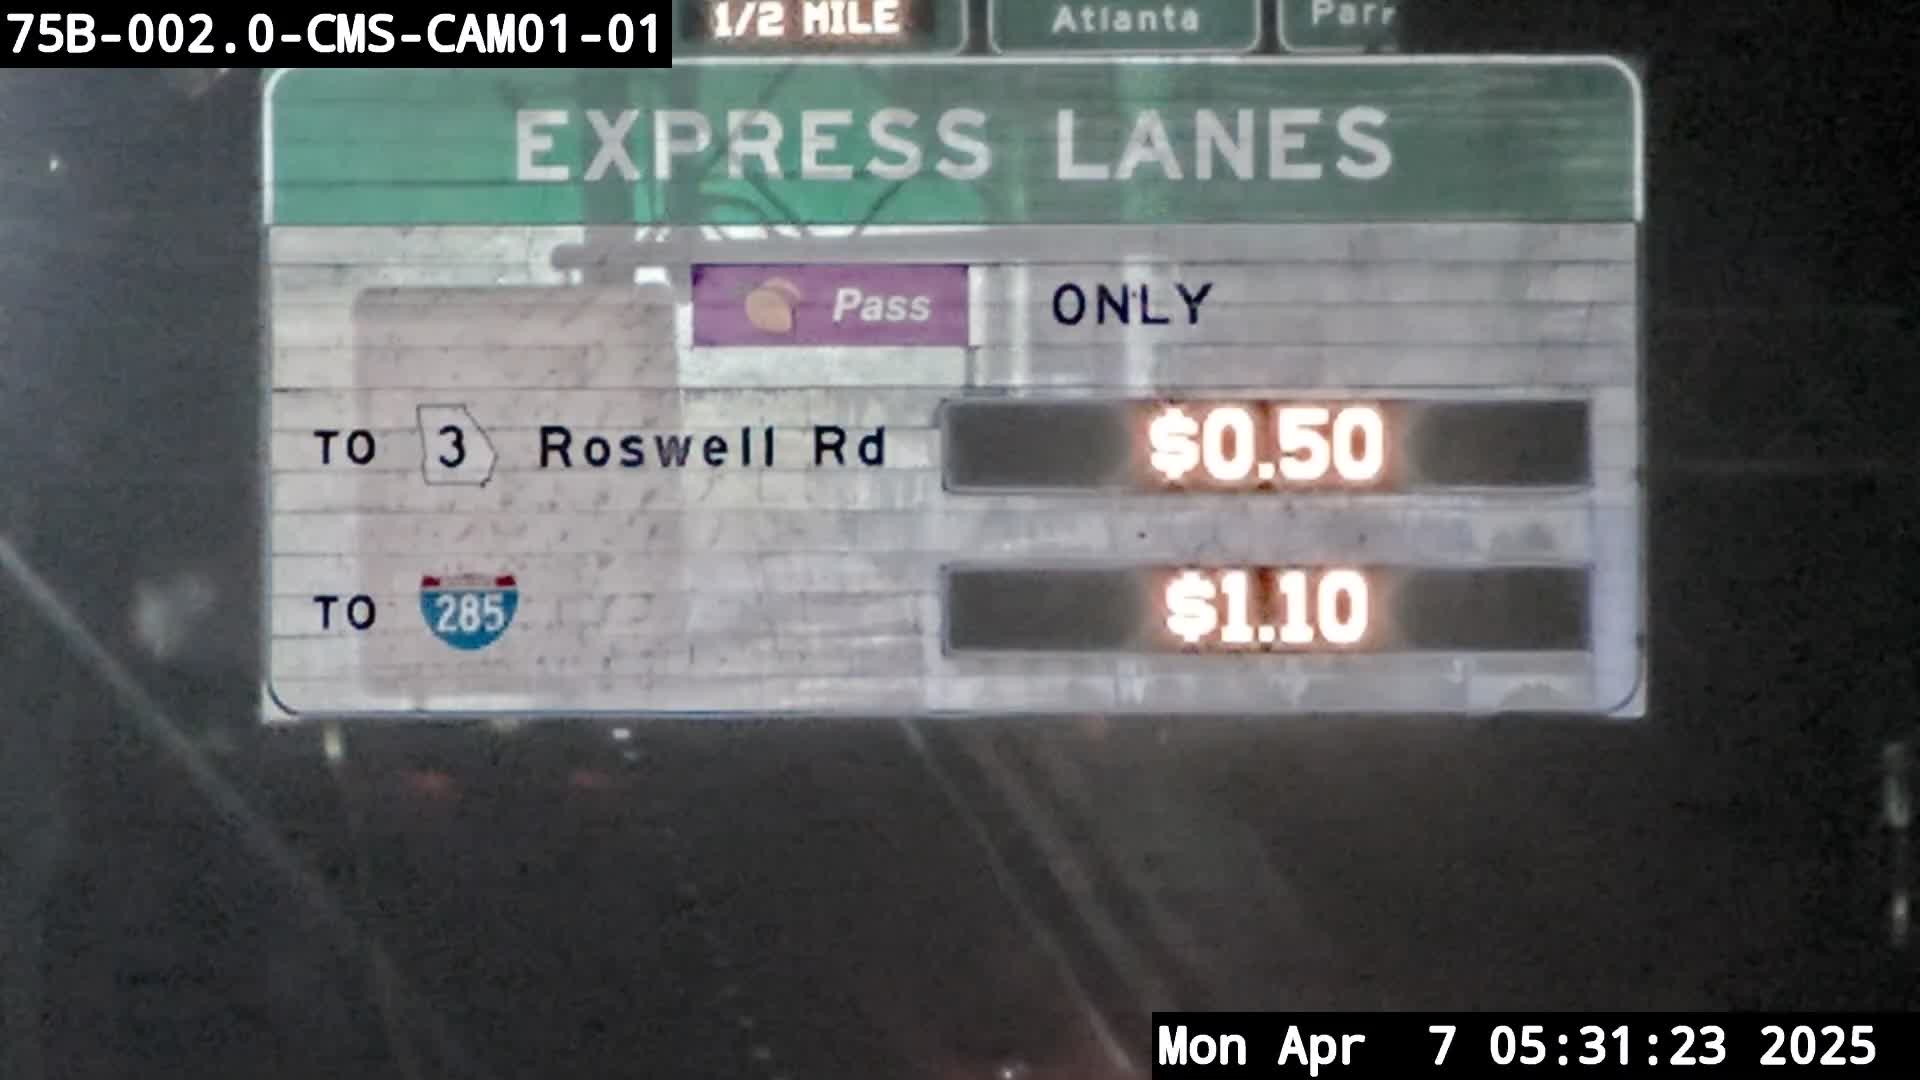 75B-002.0-CMS-CAM01-01
1/2 MILE
Atlanta
EXPRESS LANES
Pass ONLY
TO 3 Roswell Rd $0.50
TO 285 $1.10
Mon Apr 7 05:31:23 2025